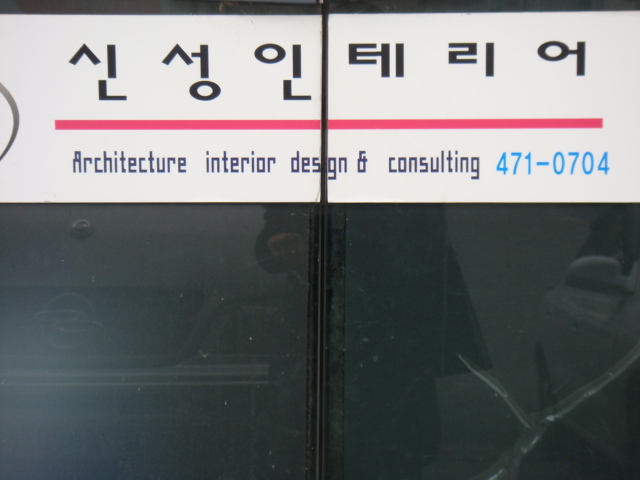 신성인테리어
Architecture interior design & consulting 471-0704